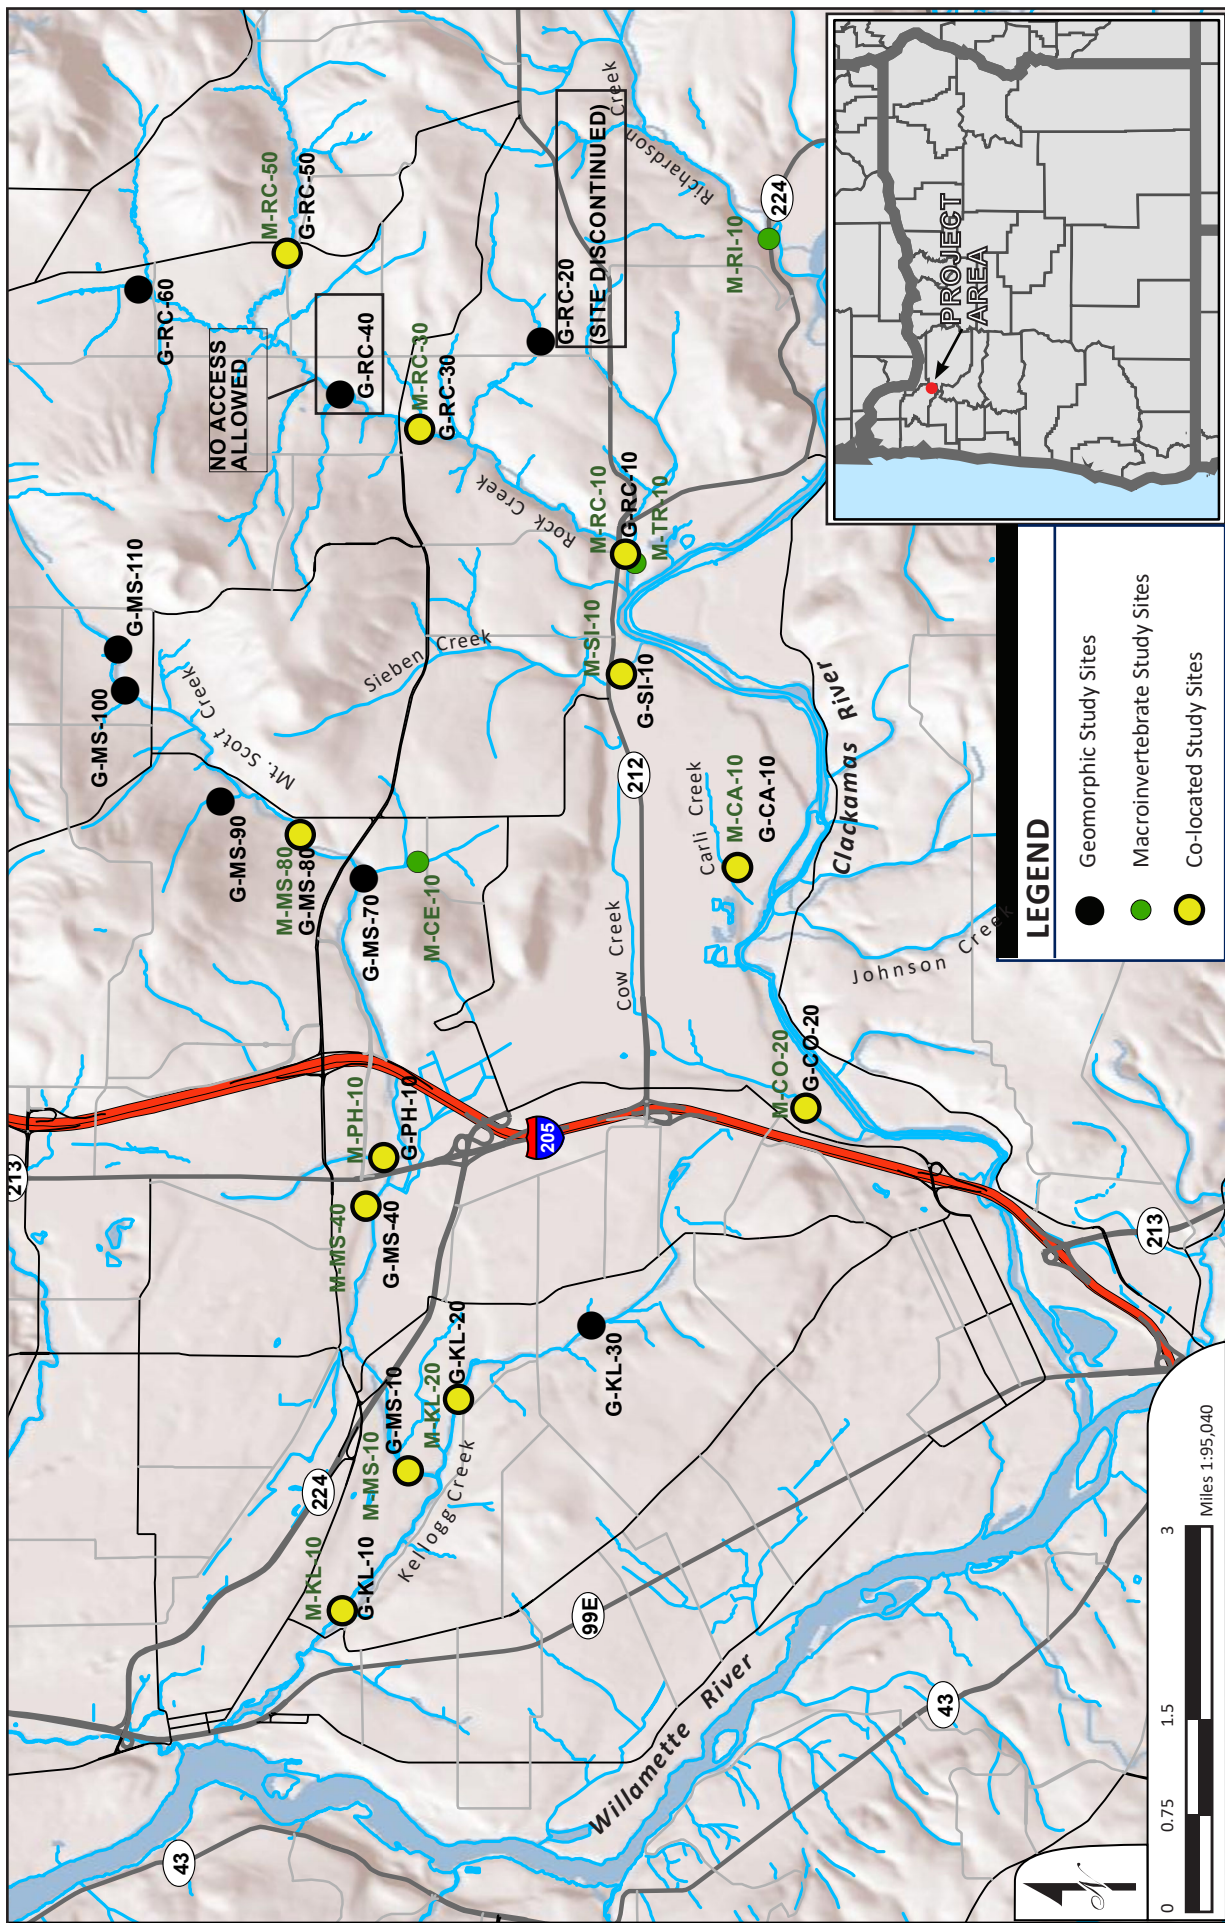 213
43
224
99E
43
213
205
212
224
G-MS-100
G-MS-110
G-RC-60
M-RC-50
G-RC-50
NO ACCESS
ALLOWED
G-RC-40
G-MS-90
Mt. Scott Creek
M-MS-80
G-MS-80
G-MS-70
M-CE-10
Sieben Creek
M-RC-30
G-RC-30
Rock Creek
G-RC-20
(SITE DISCONTINUED)
Richardson Creek
M-RI-10
M-RC-10
G-RC-10
M-TR-10
M-SI-10
G-SI-10
M-KL-10
G-KL-10
M-MS-10
G-MS-10
M-KL-20
G-KL-20
Kellogg Creek
M-MS-40
G-MS-40
M-PH-10
G-PH-10
G-KL-30
Cow Creek
Carli Creek
M-CA-10
G-CA-10
M-CO-20
G-CO-20
Clackamas River
Johnson Creek
Willamette River
PROJECT
AREA
LEGEND
Geomorphic Study Sites
Macroinvertebrate Study Sites
Co-located Study Sites
N
0 0.75 1.5 3
Miles 1:95,040